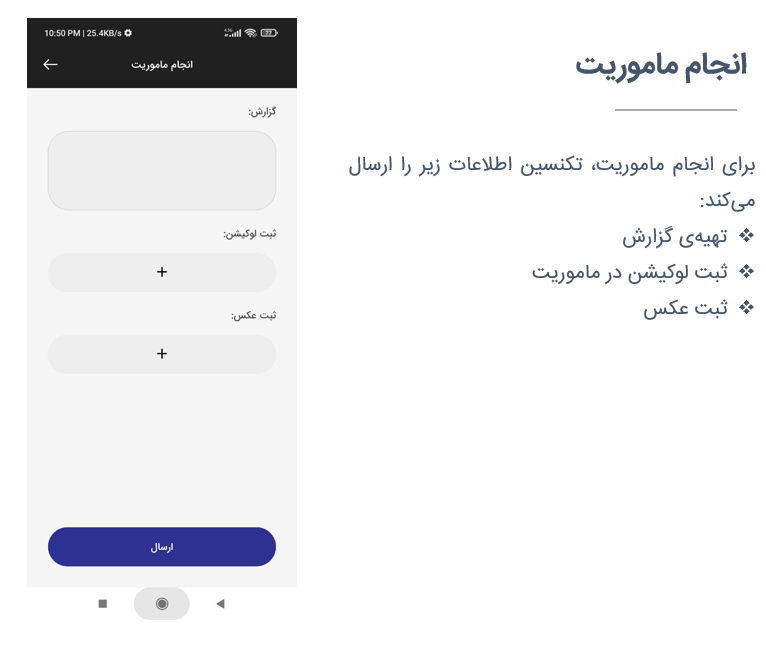 انجام ماموریت
برای انجام ماموریت، تکنسین اطلاعات زیر را ارسال
می‌کند:
❖ تهیه‌ی گزارش
❖ ثبت لوکیشن در ماموریت
❖ ثبت عکس
10:50 PM | 25.4KB/s
77
انجام ماموریت
گزارش:
ثبت لوکیشن:
+
ثبت عکس:
+
ارسال